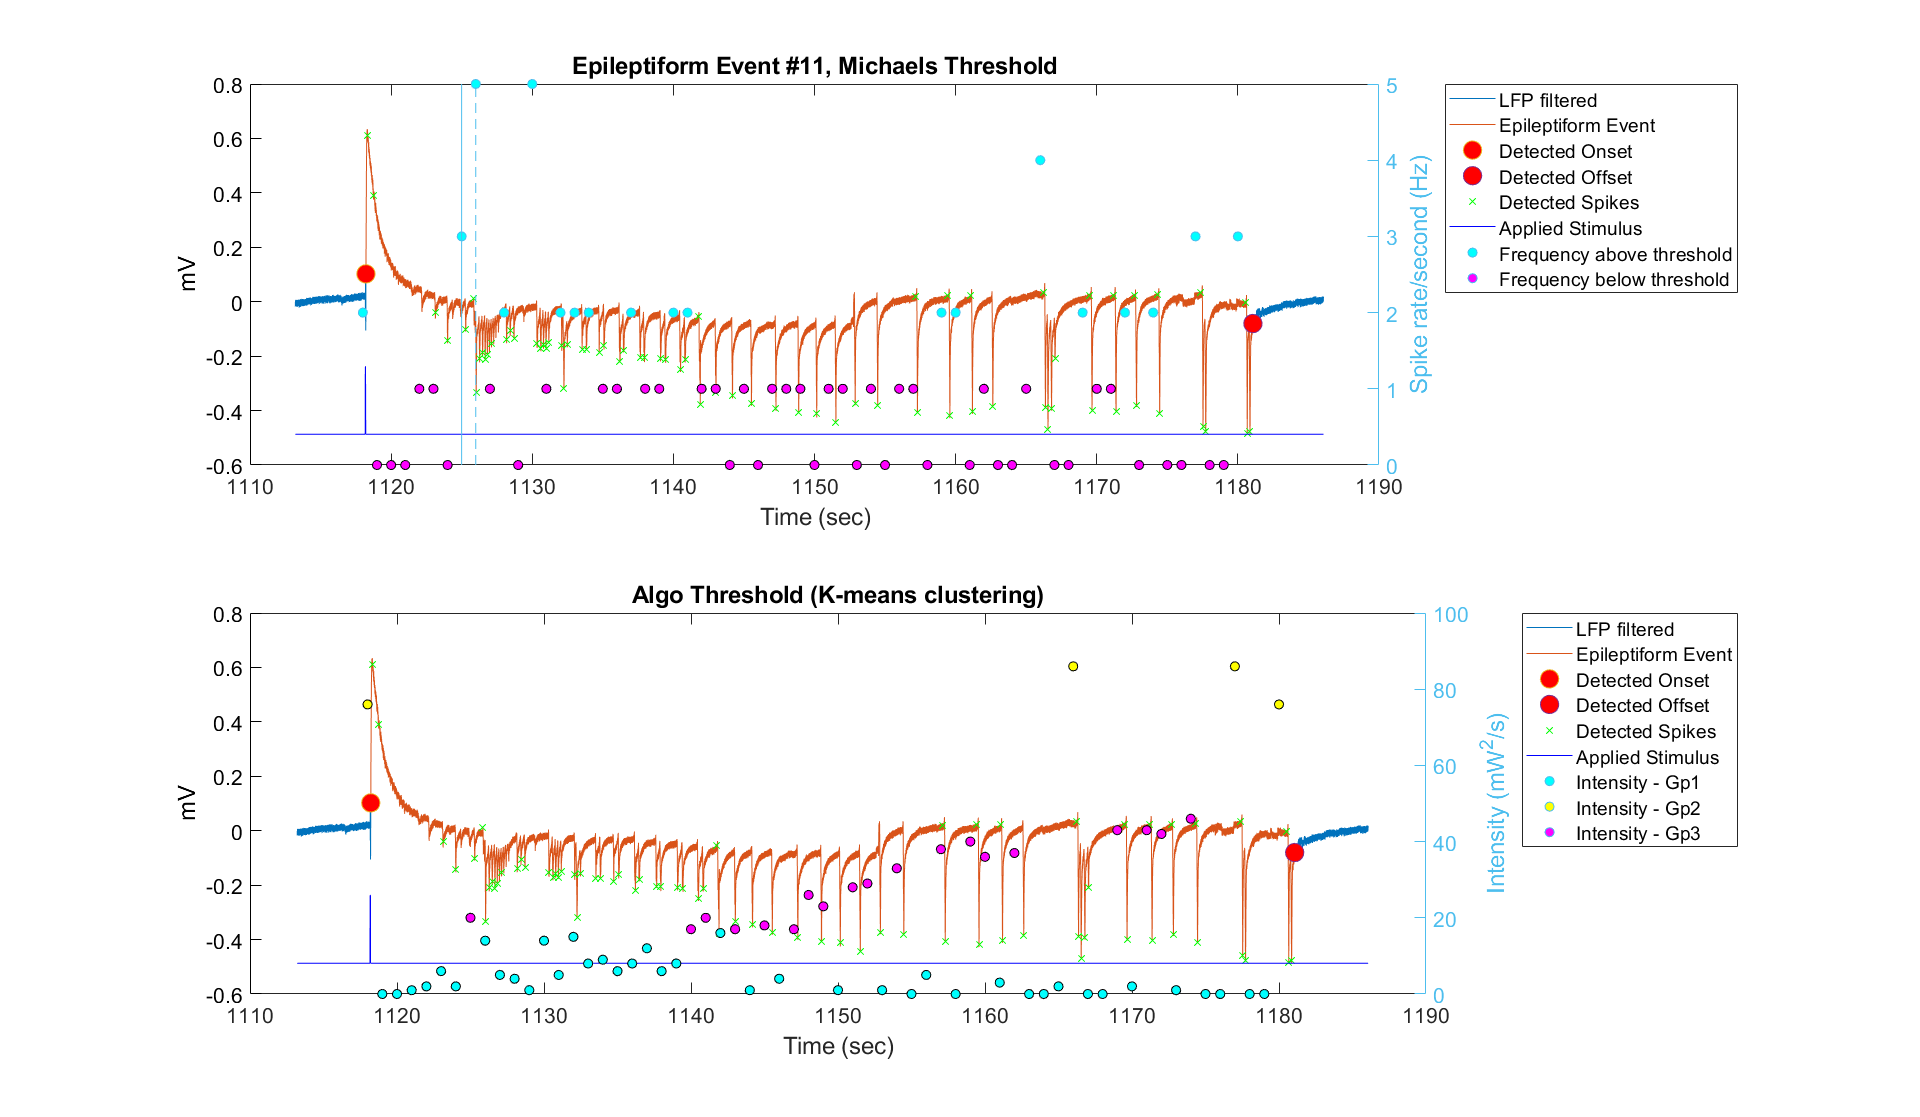 Epileptiform Event #11, Michaels Threshold
0.8
0.6
0.4
0.2
0
-0.2
-0.4
-0.6
mV
1110 1120 1130 1140 1150 1160 1170 1180 1190
Time (sec)
5
4
3
2
1
0
Spike rate/second (Hz)
LFP filtered
Epileptiform Event
Detected Onset
Detected Offset
Detected Spikes
Applied Stimulus
Frequency above threshold
Frequency below threshold
Algo Threshold (K-means clustering)
0.8
0.6
0.4
0.2
0
-0.2
-0.4
-0.6
mV
1110 1120 1130 1140 1150 1160 1170 1180 1190
Time (sec)
100
80
60
40
20
0
Intensity (mW²/s)
LFP filtered
Epileptiform Event
Detected Onset
Detected Offset
Detected Spikes
Applied Stimulus
Intensity - Gp1
Intensity - Gp2
Intensity - Gp3